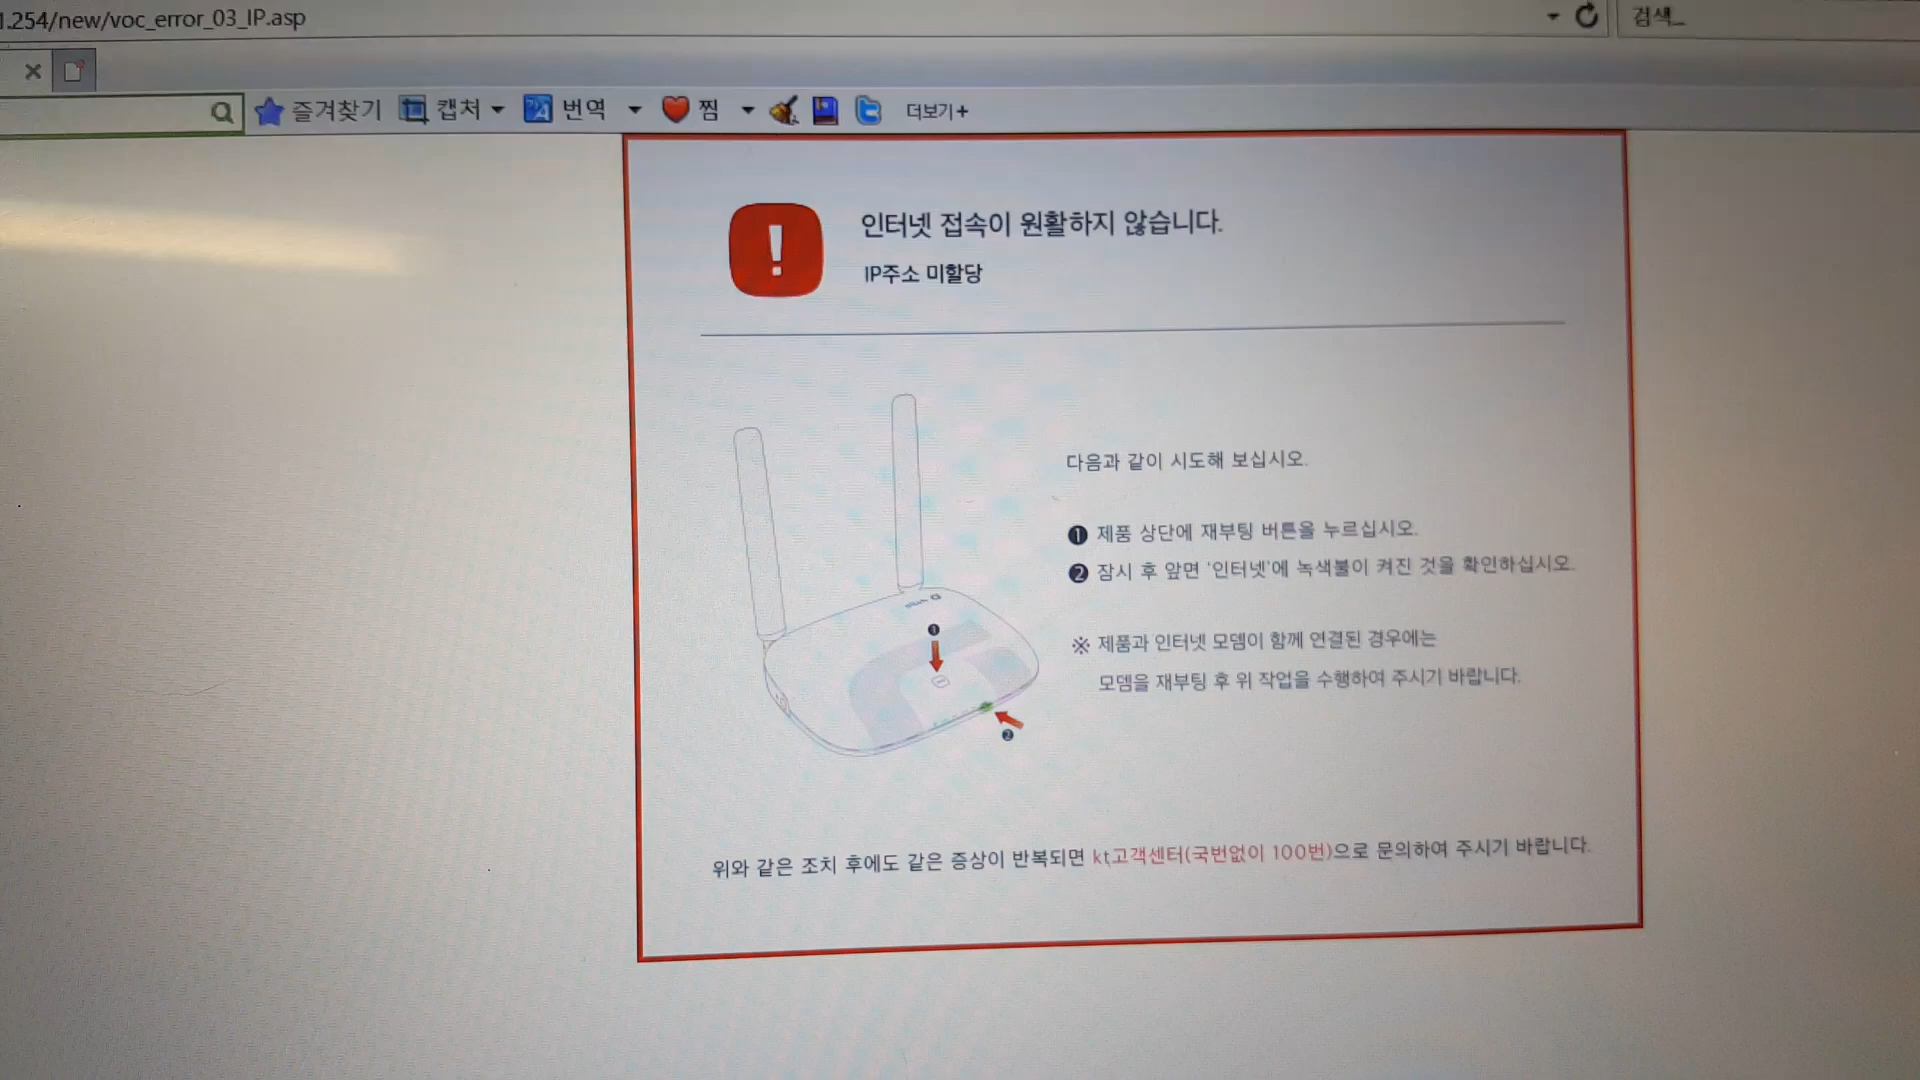 1.254/new/voc_error_03_IP.asp
검색...
즐겨찾기 캡처 번역 찜 더보기+
인터넷 접속이 원활하지 않습니다.
IP주소 미할당
다음과 같이 시도해 보십시오.
❶ 제품 상단에 재부팅 버튼을 누르십시오.
❷ 잠시 후 앞면 '인터넷'에 녹색불이 켜진 것을 확인하십시오.
※ 제품과 인터넷 모뎀이 함께 연결된 경우에는
모뎀을 재부팅 후 위 작업을 수행하여 주시기 바랍니다.
❶
❷
위와 같은 조치 후에도 같은 증상이 반복되면 kt고객센터(국번없이 100번)으로 문의하여 주시기 바랍니다.